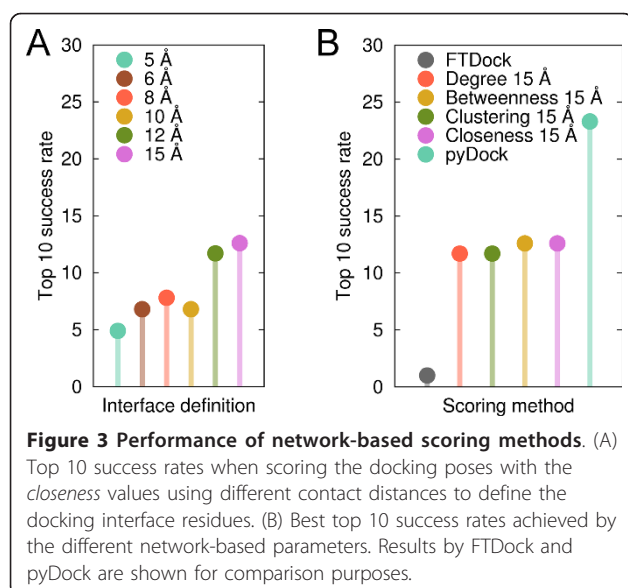 A
30
25
20
15
10
5
0
Top 10 success rate
5 Å
6 Å
8 Å
10 Å
12 Å
15 Å
Interface definition
B
30
25
20
15
10
5
0
Top 10 success rate
FTDock
Degree 15 Å
Betweenness 15 Å
Clustering 15 Å
Closeness 15 Å
pyDock
Scoring method
Figure 3 Performance of network-based scoring methods. (A)
Top 10 success rates when scoring the docking poses with the
closeness values using different contact distances to define the
docking interface residues. (B) Best top 10 success rates achieved by
the different network-based parameters. Results by FTDock and
pyDock are shown for comparison purposes.